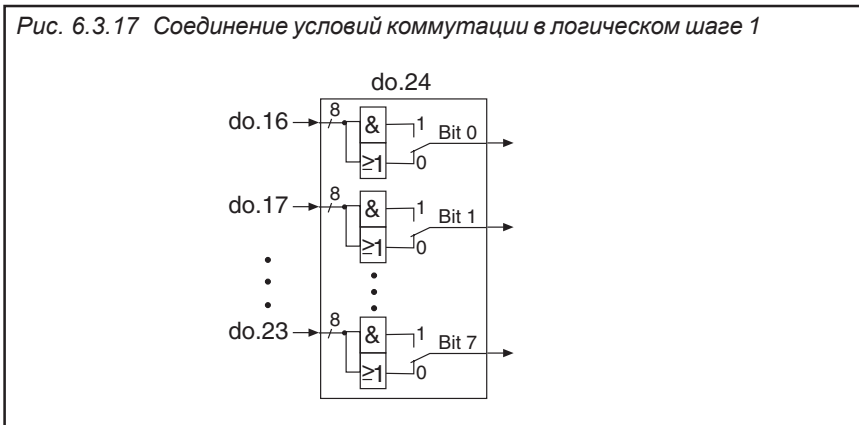 Рис. 6.3.17 Соединение условий коммутации в логическом шаге 1
do.24
do.16 8 & 1 Bit 0
≥1 0
do.17 8 & 1 Bit 1
≥1 0
do.23 8 & 1 Bit 7
≥1 0